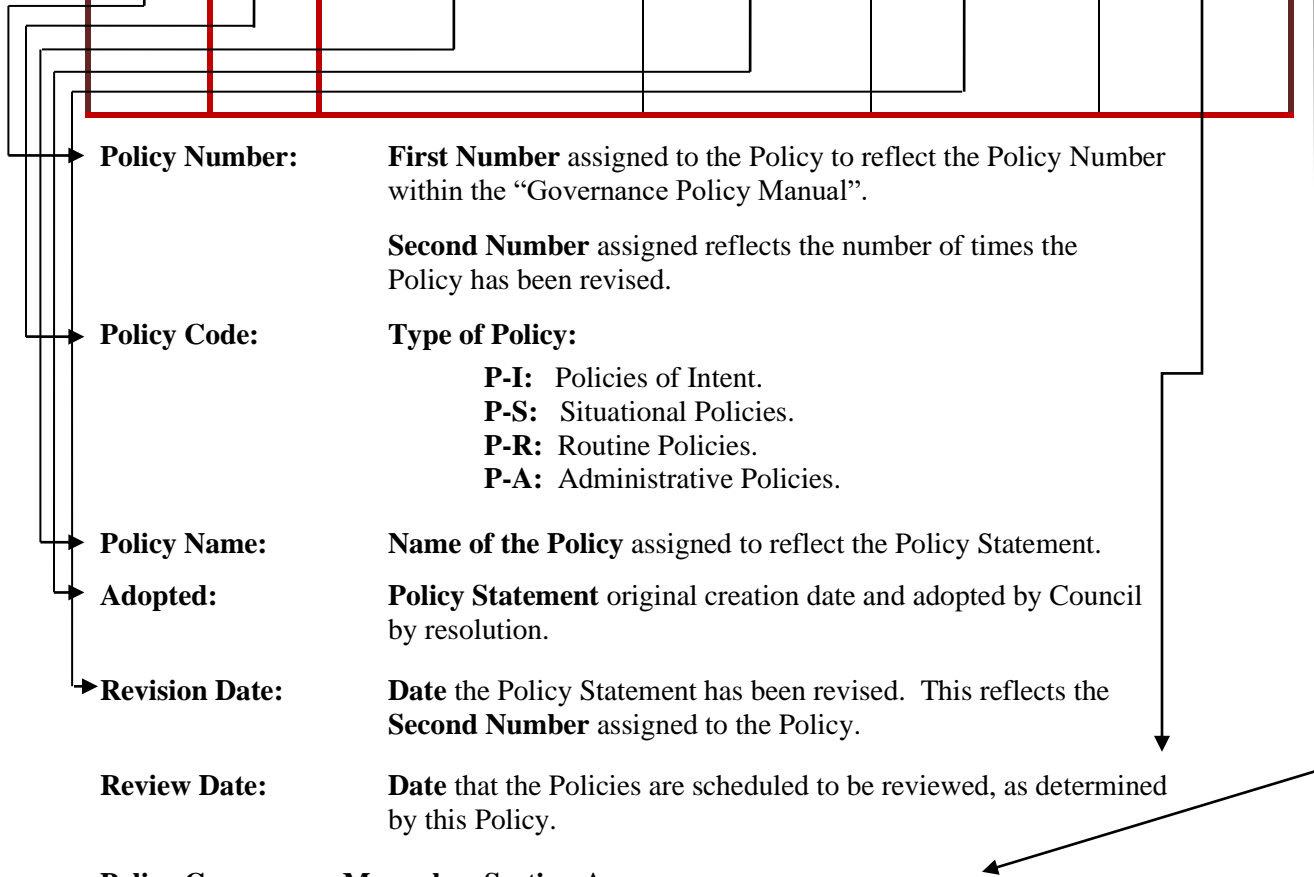 Policy Number: First Number assigned to the Policy to reflect the Policy Number
within the “Governance Policy Manual”.
Second Number assigned reflects the number of times the
Policy has been revised.
Policy Code: Type of Policy:
P-I: Policies of Intent.
P-S: Situational Policies.
P-R: Routine Policies.
P-A: Administrative Policies.
Policy Name: Name of the Policy assigned to reflect the Policy Statement.
Adopted: Policy Statement original creation date and adopted by Council
by resolution.
Revision Date: Date the Policy Statement has been revised. This reflects the
Second Number assigned to the Policy.
Review Date: Date that the Policies are scheduled to be reviewed, as determined
by this Policy.